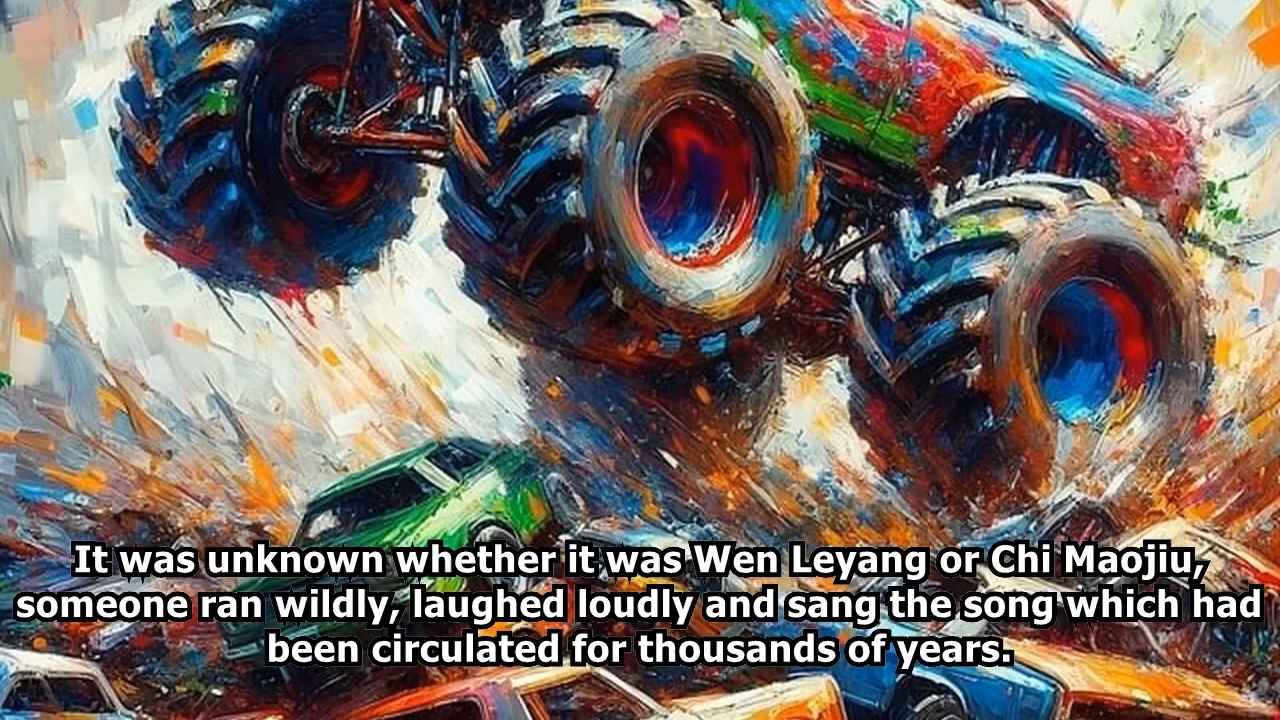 It was unknown whether it was Wen Leyang or Chi Maojiu,
someone ran wildly, laughed loudly and sang the song which had
been circulated for thousands of years.